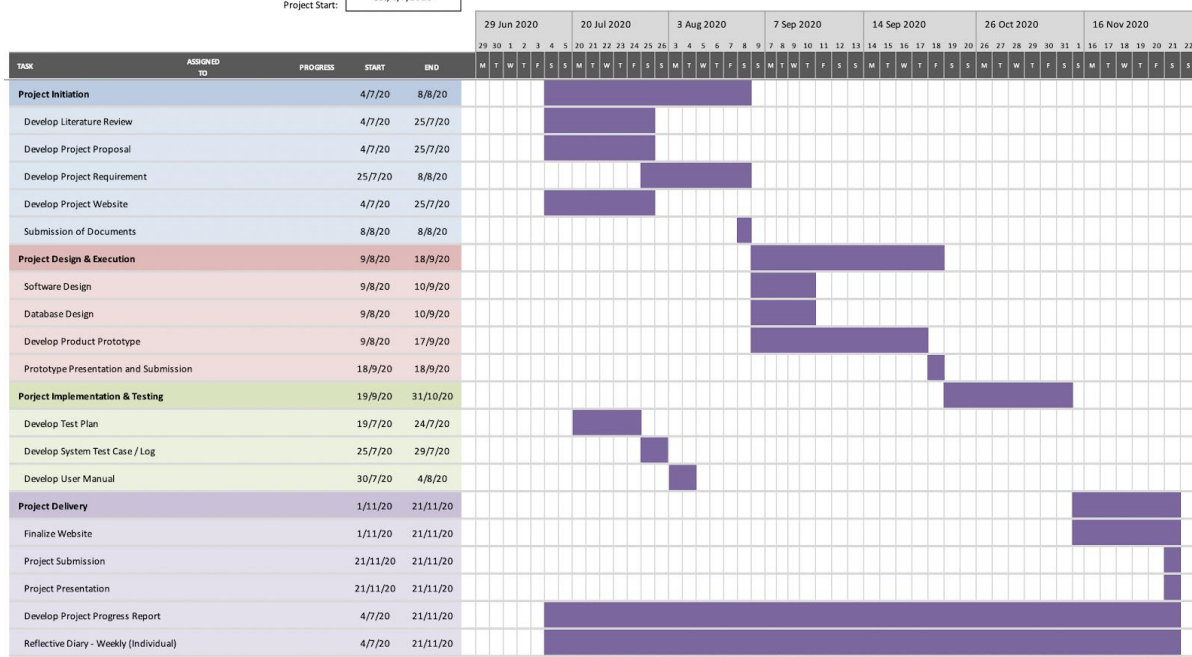 Project Start:
29 Jun 2020 20 Jul 2020 3 Aug 2020 7 Sep 2020 14 Sep 2020 26 Oct 2020 16 Nov 2020
29 30 1 2 3 4 5 20 21 22 23 24 25 26 3 4 5 6 7 8 9 7 8 9 10 11 12 13 14 15 16 17 18 19 20 26 27 28 29 30 31 1 16 17 18 19 20 21 22
TASK ASSIGNED TO PROGRESS START END M T W T F S S M T W T F S S M T W T F S S M T W T F S S M T W T F S S M T W T F S S M T W T F S S
Project Initiation 4/7/20 8/8/20
Develop Literature Review 4/7/20 25/7/20
Develop Project Proposal 4/7/20 25/7/20
Develop Project Requirement 25/7/20 8/8/20
Develop Project Website 4/7/20 25/7/20
Submission of Documents 8/8/20 8/8/20
Project Design & Execution 9/8/20 18/9/20
Software Design 9/8/20 10/9/20
Database Design 9/8/20 10/9/20
Develop Product Prototype 9/8/20 17/9/20
Prototype Presentation and Submission 18/9/20 18/9/20
Porject Implementation & Testing 19/9/20 31/10/20
Develop Test Plan 19/7/20 24/7/20
Develop System Test Case / Log 25/7/20 29/7/20
Develop User Manual 30/7/20 4/8/20
Project Delivery 1/11/20 21/11/20
Finalize Website 1/11/20 21/11/20
Project Submission 21/11/20 21/11/20
Project Presentation 21/11/20 21/11/20
Develop Project Progress Report 4/7/20 21/11/20
Reflective Diary - Weekly (Individual) 4/7/20 21/11/20